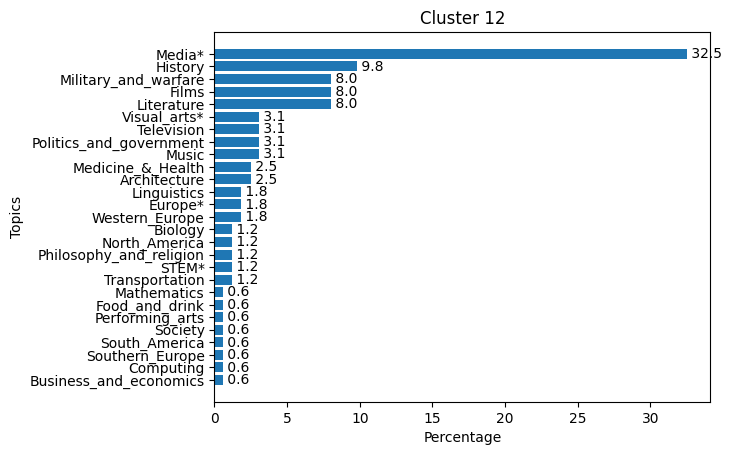 Cluster 12
Topics
Media* 32.5
History 9.8
Military_and_warfare 8.0
Films 8.0
Literature 8.0
Visual_arts* 3.1
Television 3.1
Politics_and_government 3.1
Music 3.1
Medicine_&_Health 2.5
Architecture 2.5
Linguistics 1.8
Europe* 1.8
Western_Europe 1.8
Biology 1.2
North_America 1.2
Philosophy_and_religion 1.2
STEM* 1.2
Transportation 1.2
Mathematics 0.6
Food_and_drink 0.6
Performing_arts 0.6
Society 0.6
South_America 0.6
Southern_Europe 0.6
Computing 0.6
Business_and_economics 0.6
0 5 10 15 20 25 30
Percentage